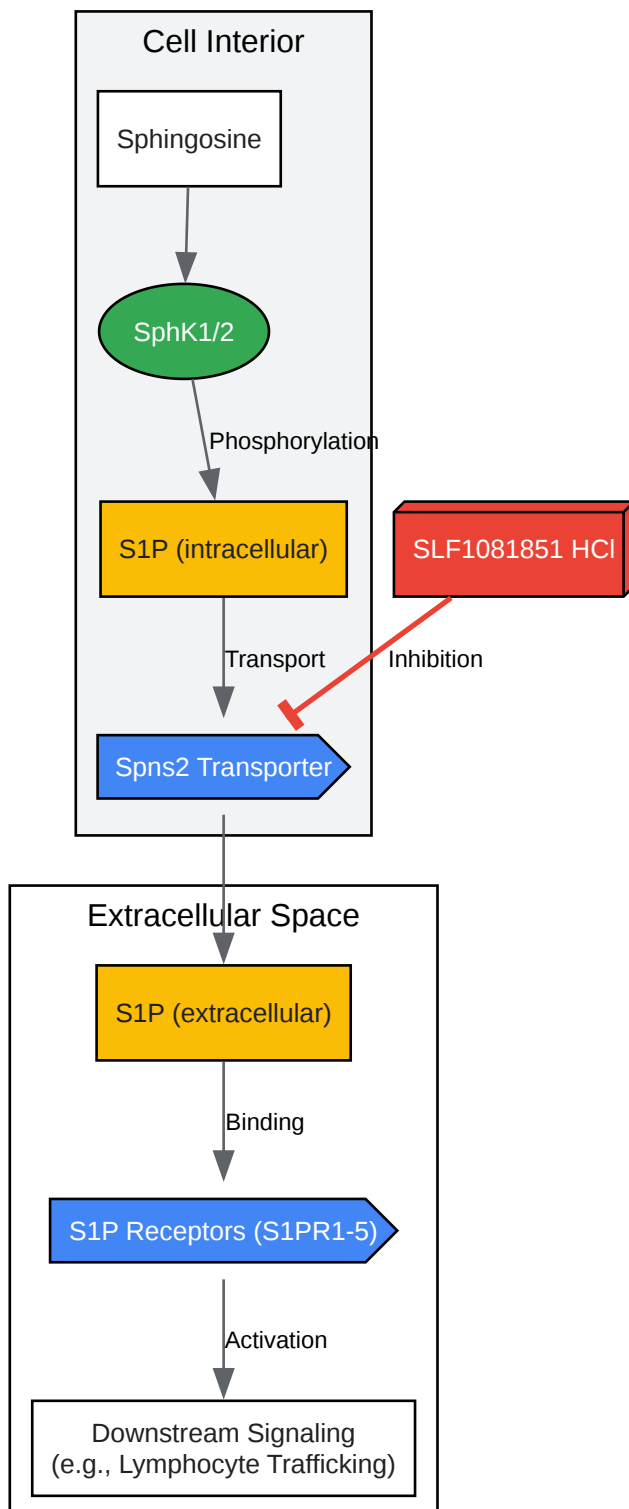 Cell Interior
Sphingosine
SphK1/2
Phosphorylation
S1P (intracellular)
SLF1081851 HCl
Transport
Inhibition
Spns2 Transporter
Extracellular Space
S1P (extracellular)
Binding
S1P Receptors (S1PR1-5)
Activation
Downstream Signaling
(e.g., Lymphocyte Trafficking)